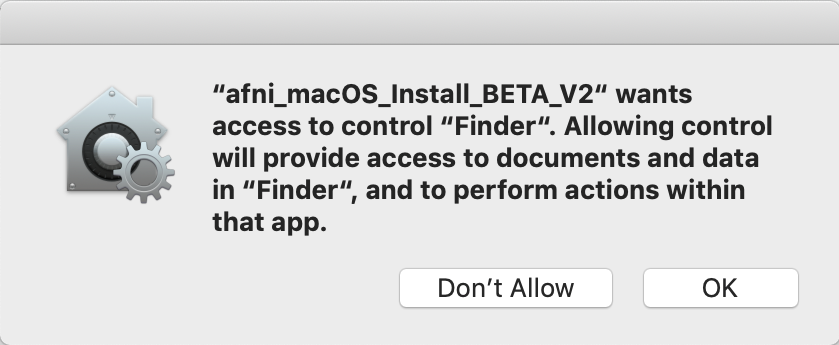 “afni_macOS_Install_BETA_V2“ wants
access to control “Finder“. Allowing control
will provide access to documents and data
in “Finder“, and to perform actions within
that app.
Don’t Allow
OK